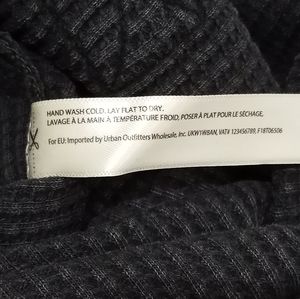 HAND WASH COLD, LAY FLAT TO DRY.
LAVAGE À LA MAIN À TEMPÉRATURE FROID; POSER À PLAT POUR LE SÉCHAGE.
For EU: Imported by Urban Outfitters Wholesale, Inc. UKW1W8AN, VAT# 123456789, F18T06506